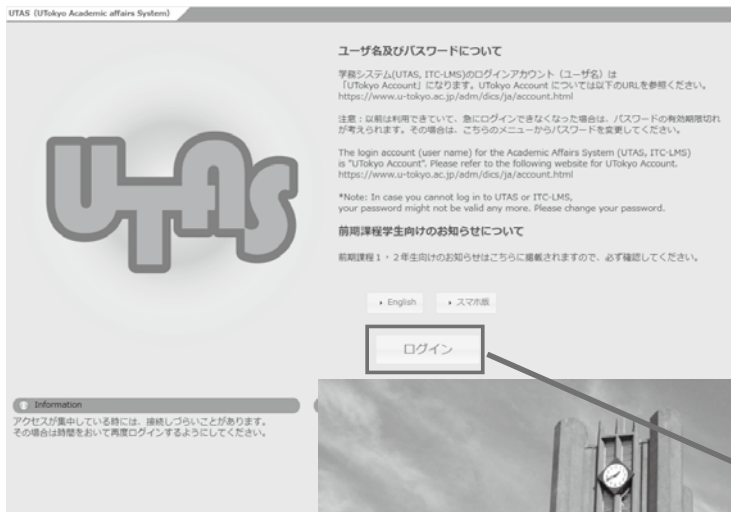 UTAS (UTokyo Academic affairs System)
UTAS
ユーザ名及びパスワードについて
学務システム(UTAS, ITC-LMS)のログインアカウント（ユーザ名）は
「UTokyo Account」になります。UTokyo Account については以下のURLを参照ください。
https://www.u-tokyo.ac.jp/adm/dics/ja/account.html
注意：以前は利用できていて、急にログインできなくなった場合は、パスワードの有効期限切れ
が考えられます。その場合は、こちらのメニューからパスワードを変更してください。
The login account (user name) for the Academic Affairs System (UTAS, ITC-LMS)
is "UTokyo Account". Please refer to the following website for UTokyo Account.
https://www.u-tokyo.ac.jp/adm/dics/ja/account.html
*Note: In case you cannot log in to UTAS or ITC-LMS,
your password might not be valid any more. Please change your password.
前期課程学生向けのお知らせについて
前期課程１・２年生向けのお知らせはこちらに掲載されますので、必ず確認してください。
English
スマホ版
ログイン
Information
アクセスが集中している時には、接続しづらいことがあります。
その場合は時間をおいて再度ログインするようにしてください。